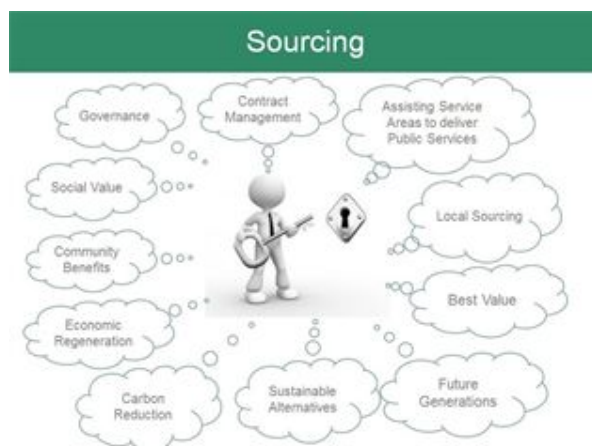 Sourcing
Governance
Contract
Management
Assisting Service
Areas to deliver
Public Services
Social Value
Local Sourcing
Community
Benefits
Best Value
Economic
Regeneration
Carbon
Reduction
Sustainable
Alternatives
Future
Generations